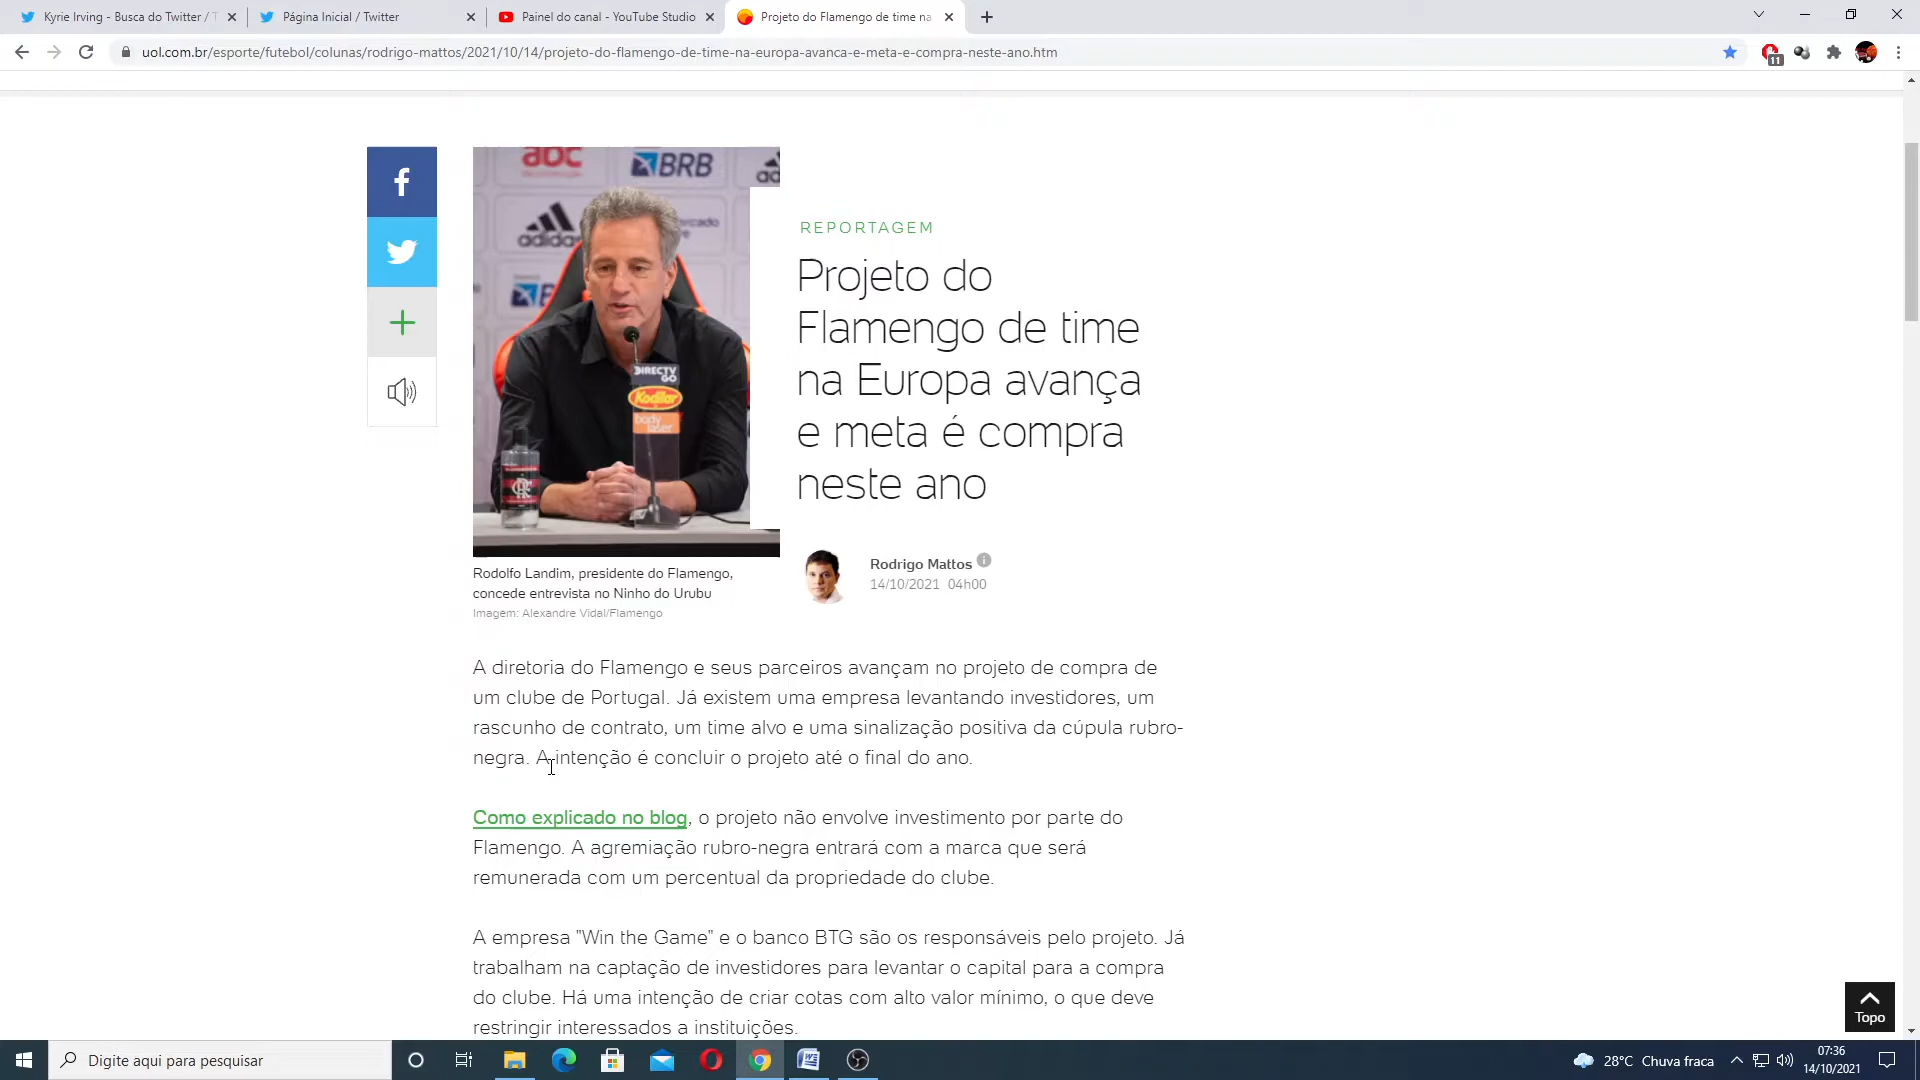 Kyrie Irving - Busca do Twitter / T
Página Inicial / Twitter
Painel do canal - YouTube Studio
Projeto do Flamengo de time na
uol.com.br/esporte/futebol/colunas/rodrigo-mattos/2021/10/14/projeto-do-flamengo-de-time-na-europa-avanca-e-meta-e-compra-neste-ano.htm
11
abc
BRB
adidas
DIRECTV
GO
Kodilar
body
laser
REPORTAGEM
Projeto do
Flamengo de time
na Europa avança
e meta é compra
neste ano
Rodrigo Mattos
14/10/2021 04h00
Rodolfo Landim, presidente do Flamengo,
concede entrevista no Ninho do Urubu
Imagem: Alexandre Vidal/Flamengo
A diretoria do Flamengo e seus parceiros avançam no projeto de compra de
um clube de Portugal. Já existem uma empresa levantando investidores, um
rascunho de contrato, um time alvo e uma sinalização positiva da cúpula rubro-
negra. A intenção é concluir o projeto até o final do ano.
Como explicado no blog, o projeto não envolve investimento por parte do
Flamengo. A agremiação rubro-negra entrará com a marca que será
remunerada com um percentual da propriedade do clube.
A empresa "Win the Game" e o banco BTG são os responsáveis pelo projeto. Já
trabalham na captação de investidores para levantar o capital para a compra
do clube. Há uma intenção de criar cotas com alto valor mínimo, o que deve
restringir interessados a instituições.
Topo
Digite aqui para pesquisar
28°C Chuva fraca
07:36
14/10/2021